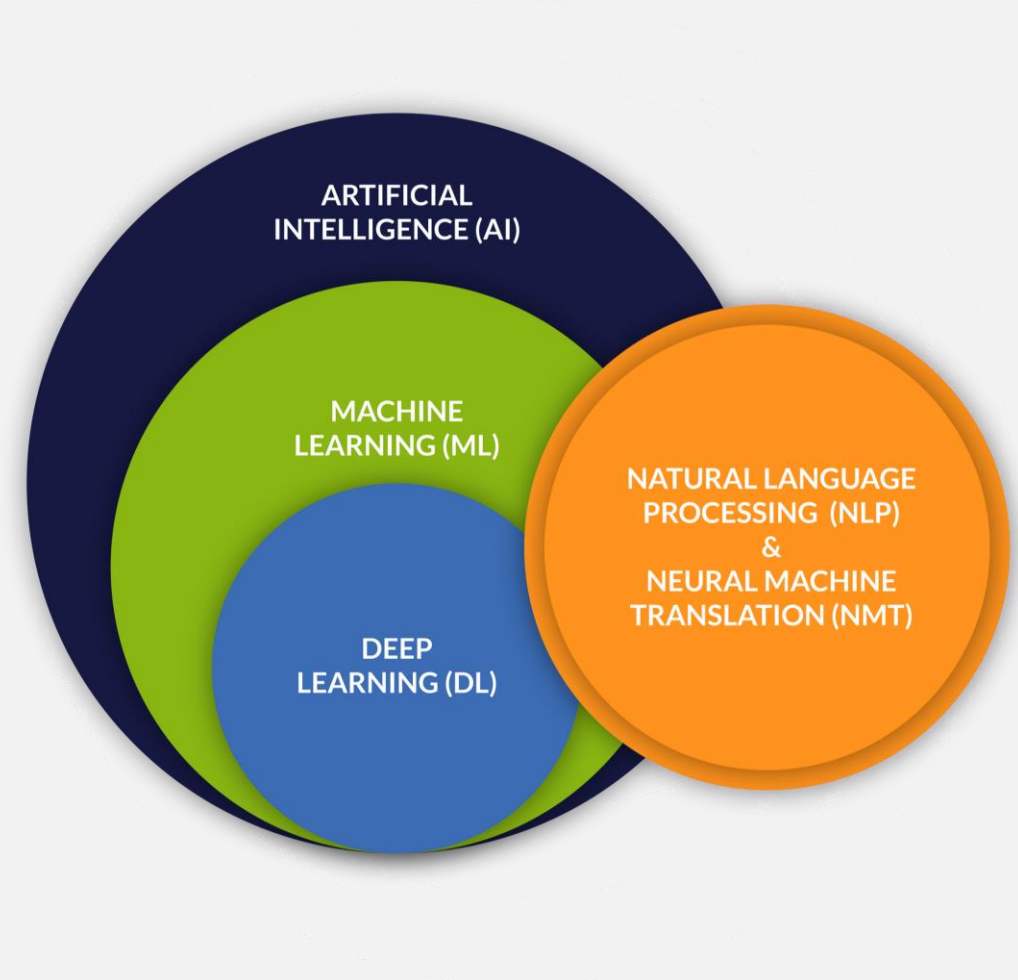 ARTIFICIAL
INTELLIGENCE (AI)
MACHINE
LEARNING (ML)
DEEP
LEARNING (DL)
NATURAL LANGUAGE
PROCESSING (NLP)
&
NEURAL MACHINE
TRANSLATION (NMT)